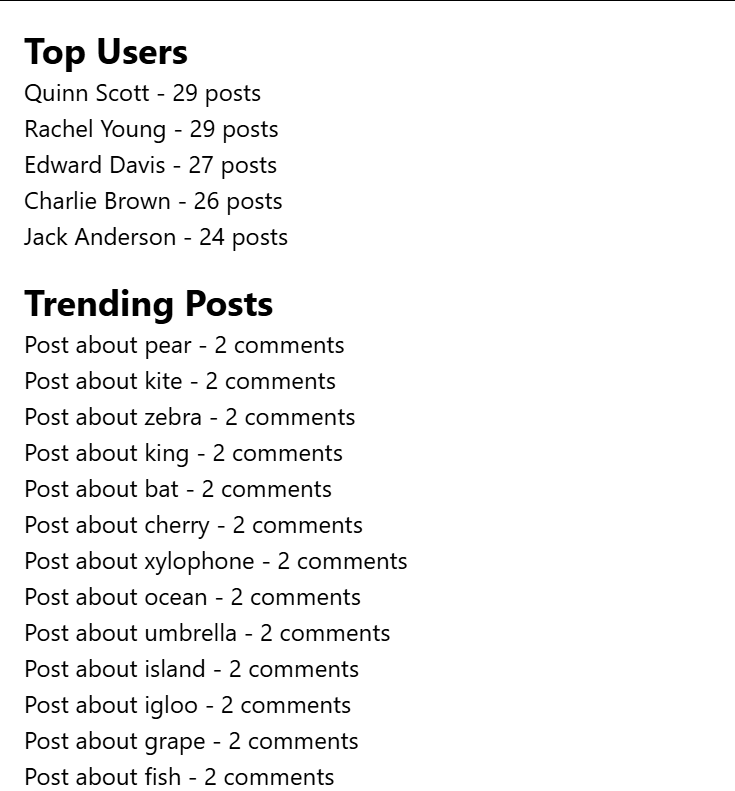 Top Users
Quinn Scott - 29 posts
Rachel Young - 29 posts
Edward Davis - 27 posts
Charlie Brown - 26 posts
Jack Anderson - 24 posts
Trending Posts
Post about pear - 2 comments
Post about kite - 2 comments
Post about zebra - 2 comments
Post about king - 2 comments
Post about bat - 2 comments
Post about cherry - 2 comments
Post about xylophone - 2 comments
Post about ocean - 2 comments
Post about umbrella - 2 comments
Post about island - 2 comments
Post about igloo - 2 comments
Post about grape - 2 comments
Post about fish - 2 comments